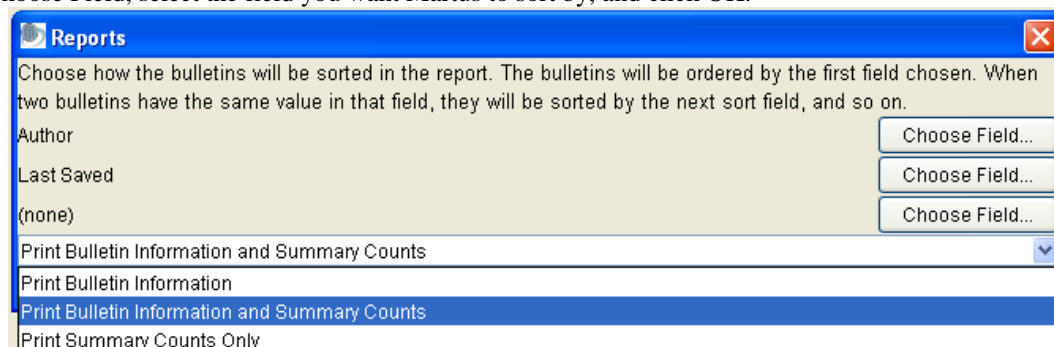 Choose Field, select the field you want Martus to sort by, and click OK.
Reports
Choose how the bulletins will be sorted in the report. The bulletins will be ordered by the first field chosen. When
two bulletins have the same value in that field, they will be sorted by the next sort field, and so on.
Author
Choose Field...
Last Saved
Choose Field...
(none)
Choose Field...
Print Bulletin Information and Summary Counts
Print Bulletin Information
Print Bulletin Information and Summary Counts
Print Summary Counts Only